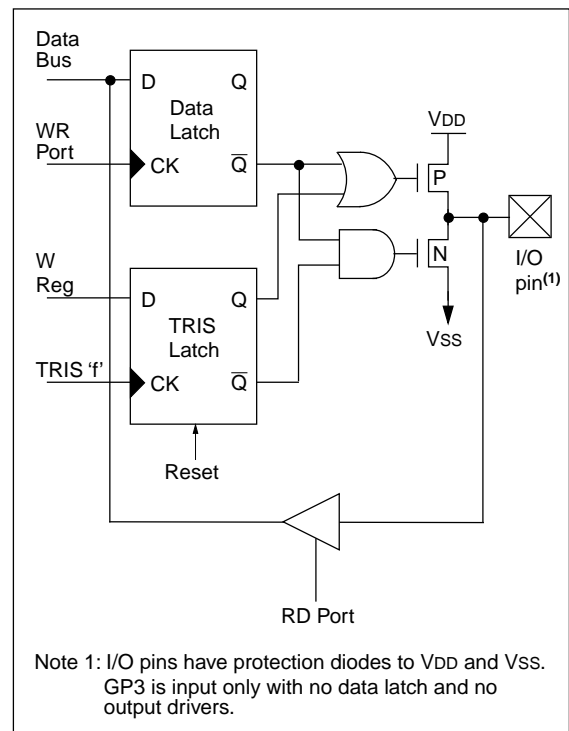 Data
Bus
D
Q
Data
Latch
WR
Port
CK
Q̅
VDD
P
N
I/O
pin(1)
VSS
W
Reg
D
Q
TRIS
Latch
TRIS ‘f’
CK
Q̅
Reset
RD Port
Note 1: I/O pins have protection diodes to VDD and VSS.
GP3 is input only with no data latch and no
output drivers.